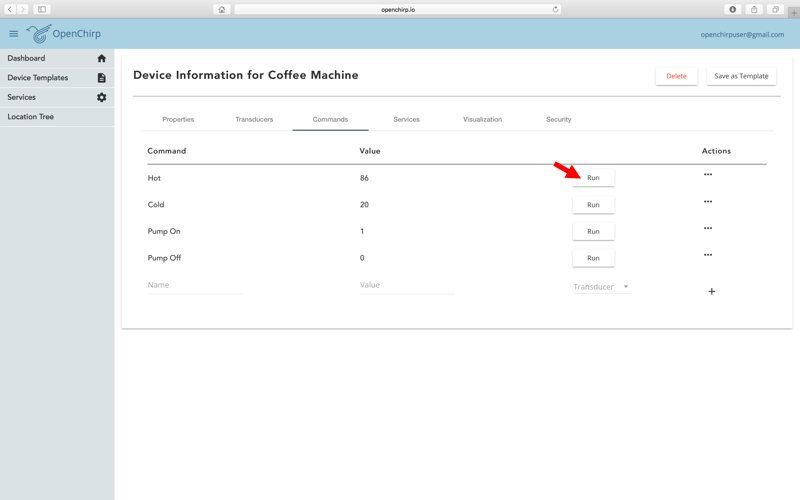 openchirp.io
OpenChirp
openchirpuser@gmail.com
Dashboard
Device Templates
Services
Location Tree
Device Information for Coffee Machine
Delete
Save as Template
Properties Transducers Commands Services Visualization Security
Command Value Actions
Hot 86 Run •••
Cold 20 Run •••
Pump On 1 Run •••
Pump Off 0 Run •••
Name Value Transducer +